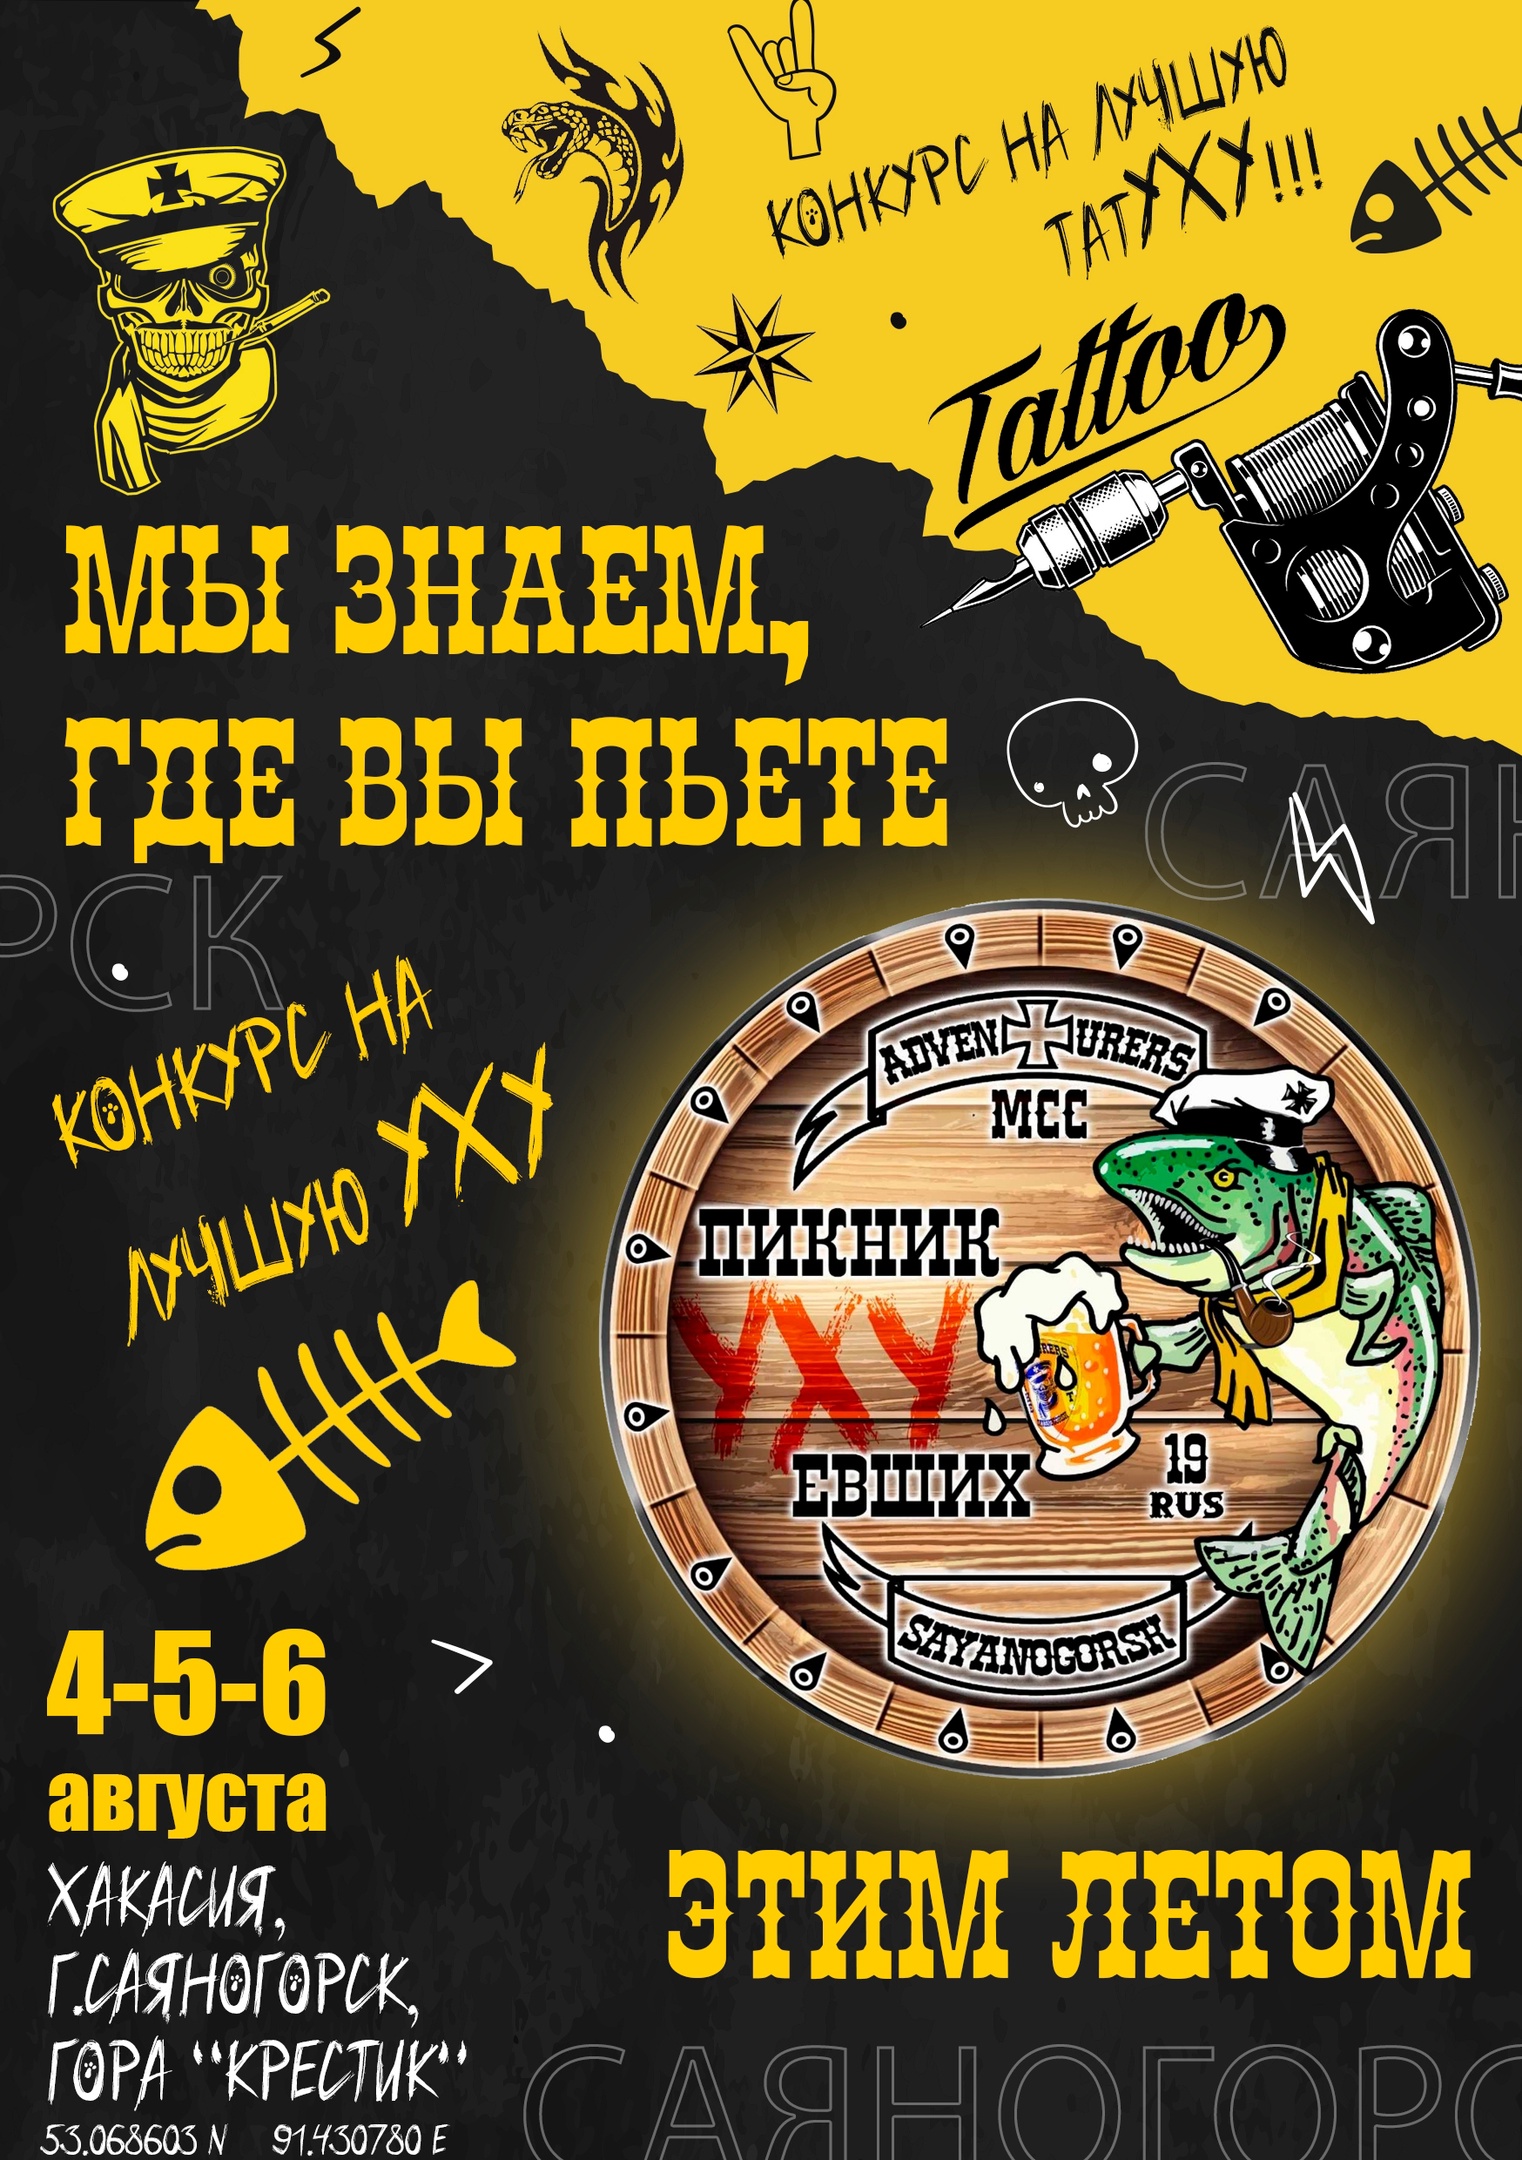 КОНКУРС НА ЛУЧШУЮ
ТАТУХУ!!!
Tattoo
МЫ ЗНАЕМ,
ГДЕ ВЫ ПЬЕТЕ
САЯН
РСК
КОНКУРС НА
ЛУЧШУЮ УХУ
ADVEN URERS
МСС
ПИКНИК
УХУ
ЕВШИХ
19
RUS
SAYANOGORSK
4-5-6
августа
ХАКАСИЯ,
Г.САЯНОГОРСК,
ГОРА "КРЕСТИК"
53.068603 N 91.430780 E
ЭТИМ ЛЕТОМ
САЯНОГОРС